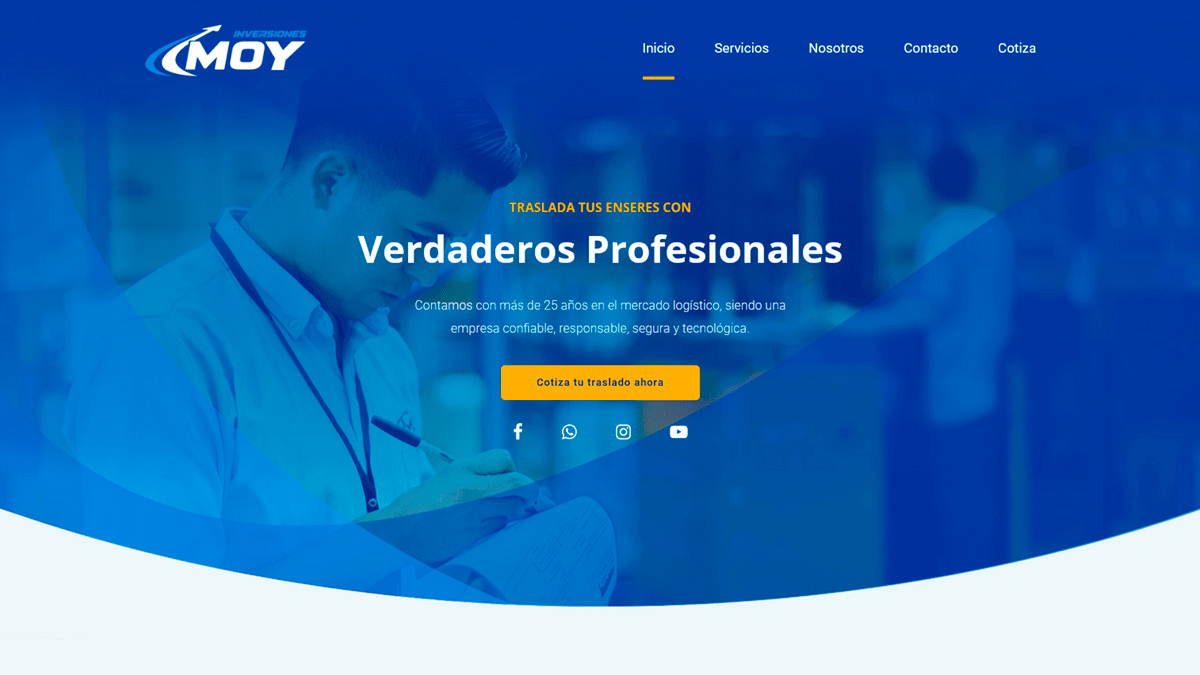 INVERSIONES
MOY
Inicio
Servicios
Nosotros
Contacto
Cotiza
TRASLADA TUS ENSERES CON
Verdaderos Profesionales
Contamos con más de 25 años en el mercado logístico, siendo una
empresa confiable, responsable, segura y tecnológica.
Cotiza tu traslado ahora